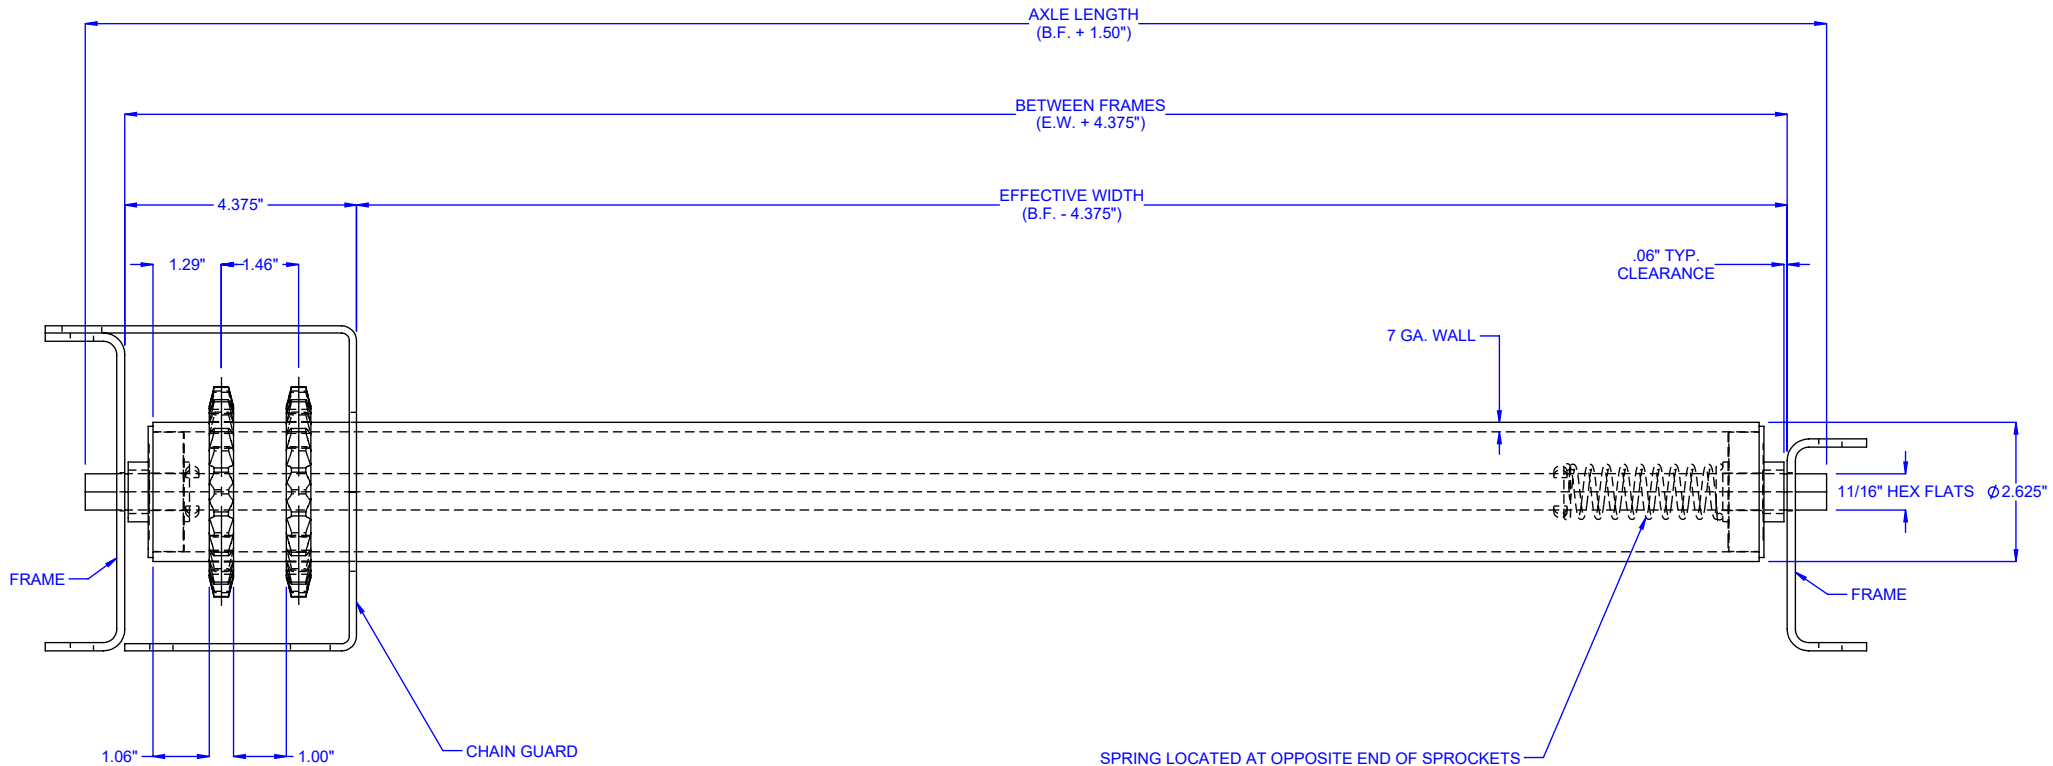 AXLE LENGTH
(B.F. + 1.50")
BETWEEN FRAMES
(E.W. + 4.375")
4.375"
EFFECTIVE WIDTH
(B.F. - 4.375")
1.29"
1.46"
.06" TYP.
CLEARANCE
7 GA. WALL
11/16" HEX FLATS
Ø2.625"
FRAME
FRAME
1.06"
1.00"
CHAIN GUARD
SPRING LOCATED AT OPPOSITE END OF SPROCKETS